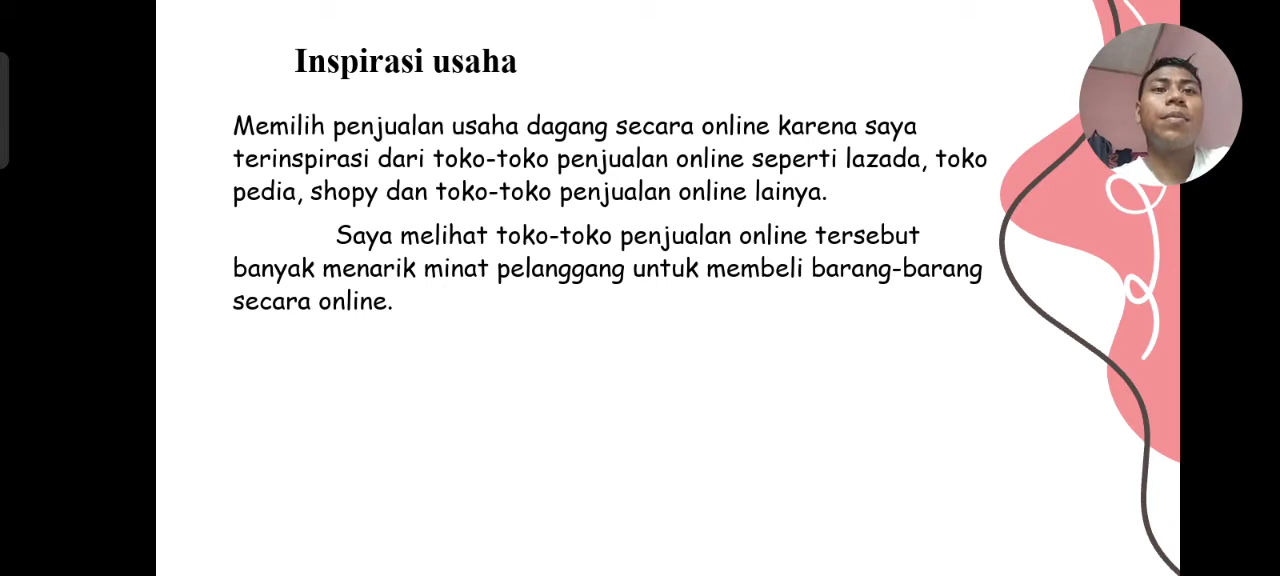 Inspirasi usaha
Memilih penjualan usaha dagang secara online karena saya
terinspirasi dari toko-toko penjualan online seperti lazada, toko
pedia, shopy dan toko-toko penjualan online lainya.
Saya melihat toko-toko penjualan online tersebut
banyak menarik minat pelanggang untuk membeli barang-barang
secara online.